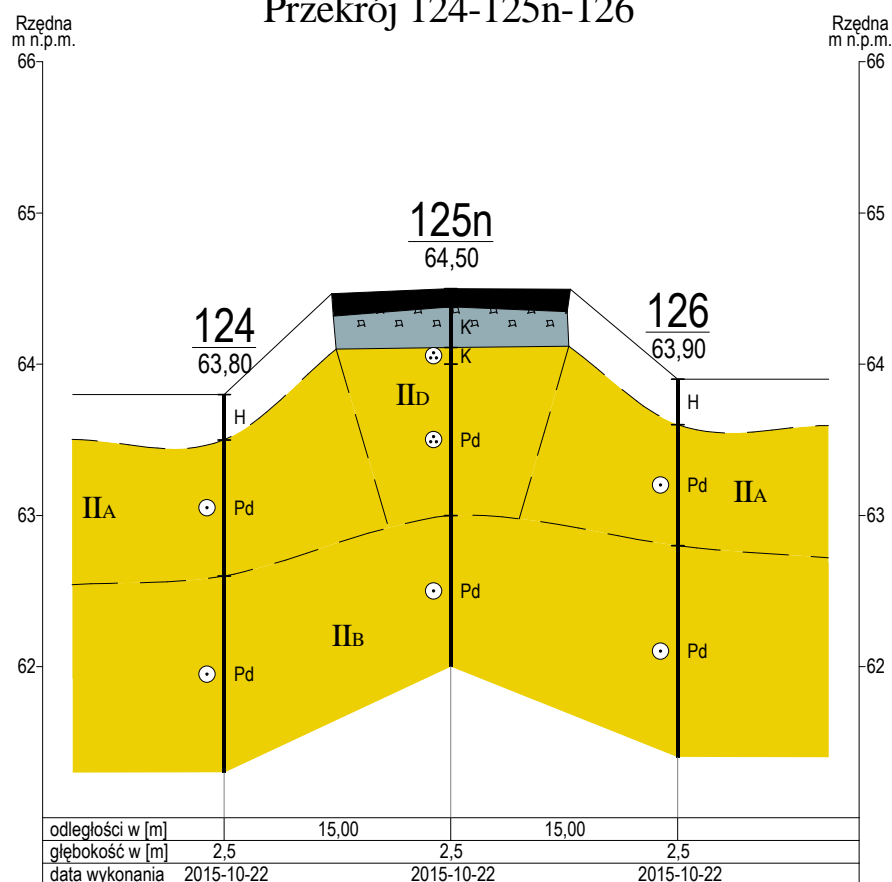 Przekrój 124-125n-126
Rzędna
m n.p.m.
Rzędna
m n.p.m.
66
66
65
65
125n
64,50
124
63,80
126
63,90
K
64
K
64
H
IID
H
Pd
IIA
Pd
Pd
IIA
63
63
Pd
IIB
Pd
Pd
62
62
odległości w [m] 15,00 15,00
głębokość w [m] 2,5 2,5 2,5
data wykonania 2015-10-22 2015-10-22 2015-10-22